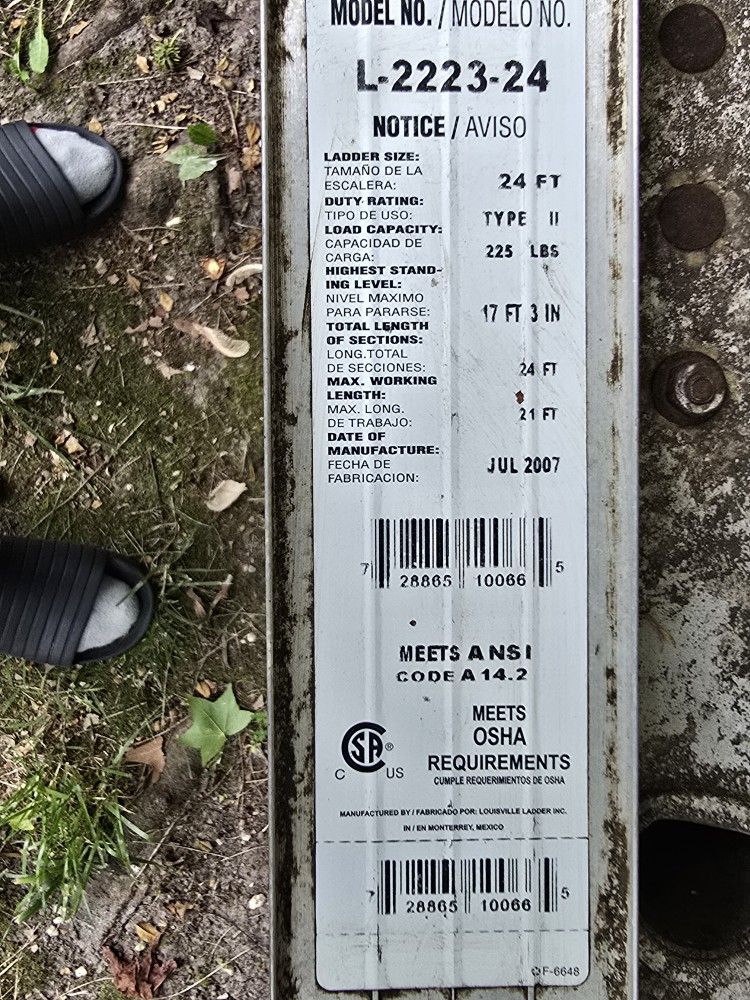 MODEL NO. / MODELO NO.
L-2223-24
NOTICE / AVISO
LADDER SIZE:
TAMAÑO DE LA
ESCALERA: 24 FT
DUTY RATING:
TIPO DE USO: TYPE II
LOAD CAPACITY:
CAPACIDAD DE
CARGA: 225 LBS
HIGHEST STAND-
ING LEVEL:
NIVEL MAXIMO
PARA PARARSE: 17 FT 3 IN
TOTAL LENGTH
OF SECTIONS:
LONG.TOTAL
DE SECCIONES: 24 FT
MAX. WORKING
LENGTH:
MAX. LONG.
DE TRABAJO: 21 FT
DATE OF
MANUFACTURE:
FECHA DE
FABRICACION: JUL 2007
7 28865 10066 5
MEETS ANSI
CODE A 14.2
MEETS
OSHA
REQUIREMENTS
CUMPLE REQUERIMIENTOS DE OSHA
C SA ® US
MANUFACTURED BY / FABRICADO POR: LOUISVILLE LADDER INC.
IN / EN MONTERREY, MEXICO
7 28865 10066 5
F-6648